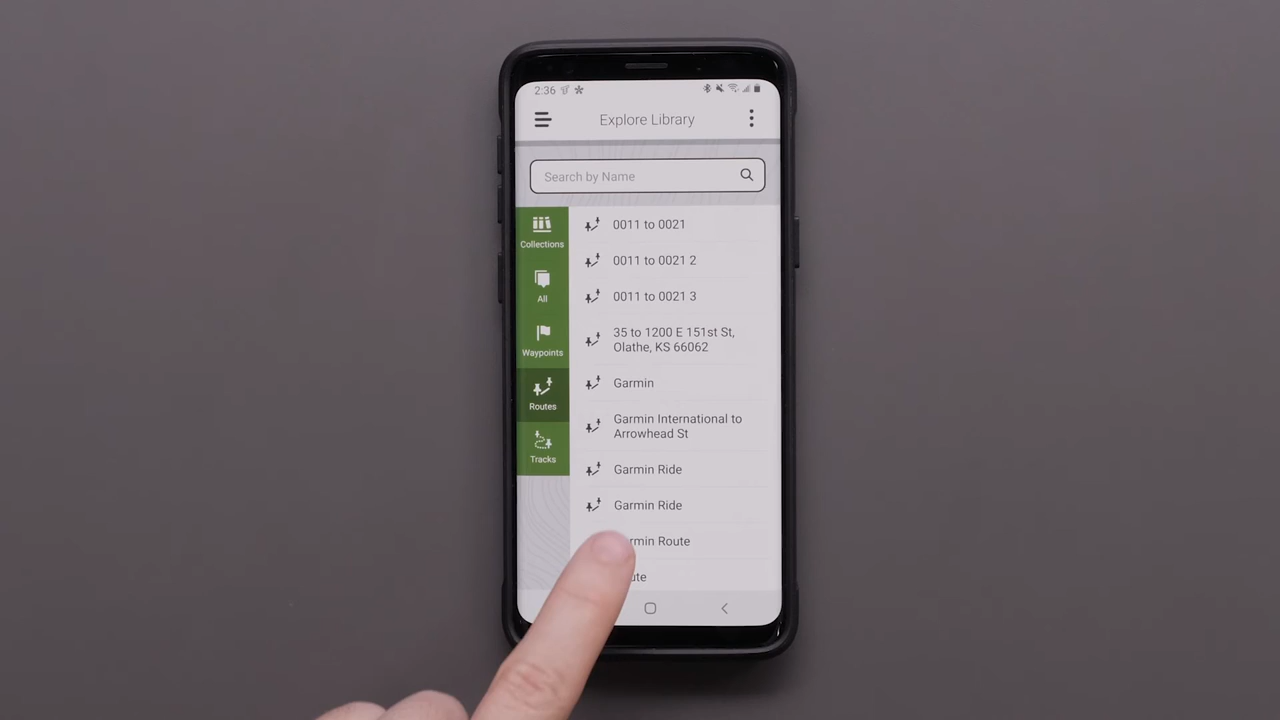 2:36
Explore Library
Search by Name
Collections
All
Waypoints
Routes
Tracks
0011 to 0021
0011 to 0021 2
0011 to 0021 3
35 to 1200 E 151st St,
Olathe, KS 66062
Garmin
Garmin International to
Arrowhead St
Garmin Ride
Garmin Ride
Route